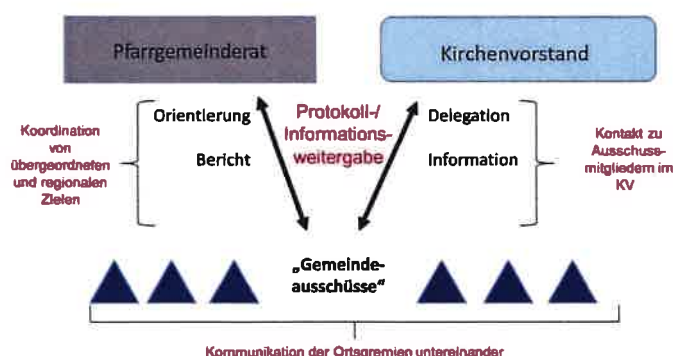 Pfarrgemeinderat
Kirchenvorstand
Koordination
von
übergeordneten
und regionalen
Zielen
Orientierung
Bericht
Protokoll-/
Informations-
weitergabe
Delegation
Information
Kontakt zu
Ausschuss-
mitgliedern im
KV
„Gemeinde-
ausschüsse“
Kommunikation der Ortsgremien untereinander